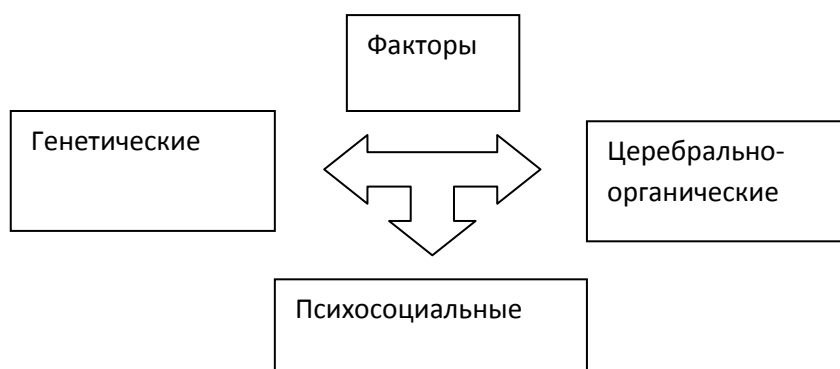 Факторы
Генетические
Церебрально-
органические
Психосоциальные